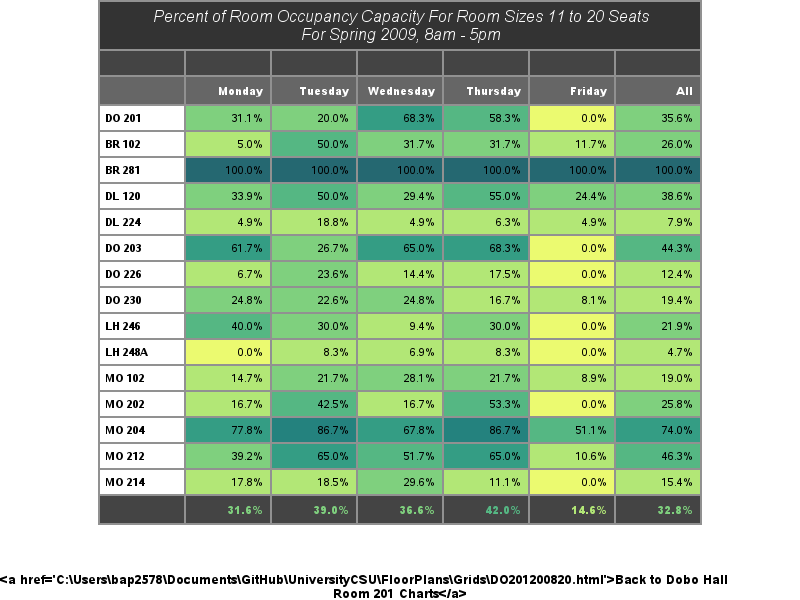 Percent of Room Occupancy Capacity For Room Sizes 11 to 20 Seats
For Spring 2009, 8am - 5pm
Monday Tuesday Wednesday Thursday Friday All
DO 201 31.1% 20.0% 68.3% 58.3% 0.0% 35.6%
BR 102 5.0% 50.0% 31.7% 31.7% 11.7% 26.0%
BR 281 100.0% 100.0% 100.0% 100.0% 100.0% 100.0%
DL 120 33.9% 50.0% 29.4% 55.0% 24.4% 38.6%
DL 224 4.9% 18.8% 4.9% 6.3% 4.9% 7.9%
DO 203 61.7% 26.7% 65.0% 68.3% 0.0% 44.3%
DO 226 6.7% 23.6% 14.4% 17.5% 0.0% 12.4%
DO 230 24.8% 22.6% 24.8% 16.7% 8.1% 19.4%
LH 246 40.0% 30.0% 9.4% 30.0% 0.0% 21.9%
LH 248A 0.0% 8.3% 6.9% 8.3% 0.0% 4.7%
MO 102 14.7% 21.7% 28.1% 21.7% 8.9% 19.0%
MO 202 16.7% 42.5% 16.7% 53.3% 0.0% 25.8%
MO 204 77.8% 86.7% 67.8% 86.7% 51.1% 74.0%
MO 212 39.2% 65.0% 51.7% 65.0% 10.6% 46.3%
MO 214 17.8% 18.5% 29.6% 11.1% 0.0% 15.4%
31.6% 39.0% 36.6% 42.0% 14.6% 32.8%
<a href='C:\Users\bap2578\Documents\GitHub\UniversityCSU\FloorPlans\Grids\DO201200820.html'>Back to Dobo Hall
Room 201 Charts</a>